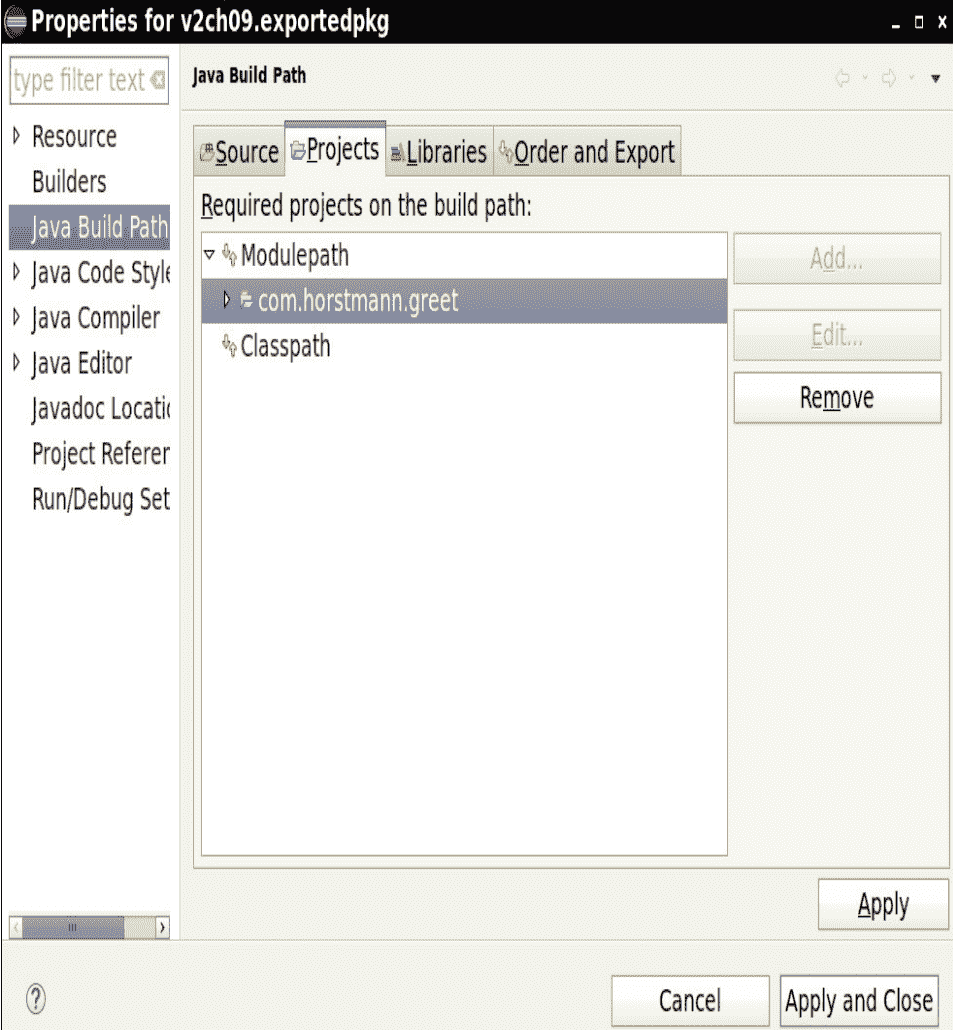 Properties for v2ch09.exportedpkg
type filter text
Resource
Builders
Java Build Path
Java Code Style
Java Compiler
Java Editor
Javadoc Locatio
Project Referen
Run/Debug Set
Java Build Path
Source
Projects
Libraries
Order and Export
Required projects on the build path:
Modulepath
com.horstmann.greet
Classpath
Add...
Edit...
Remove
Apply
?
Cancel
Apply and Close